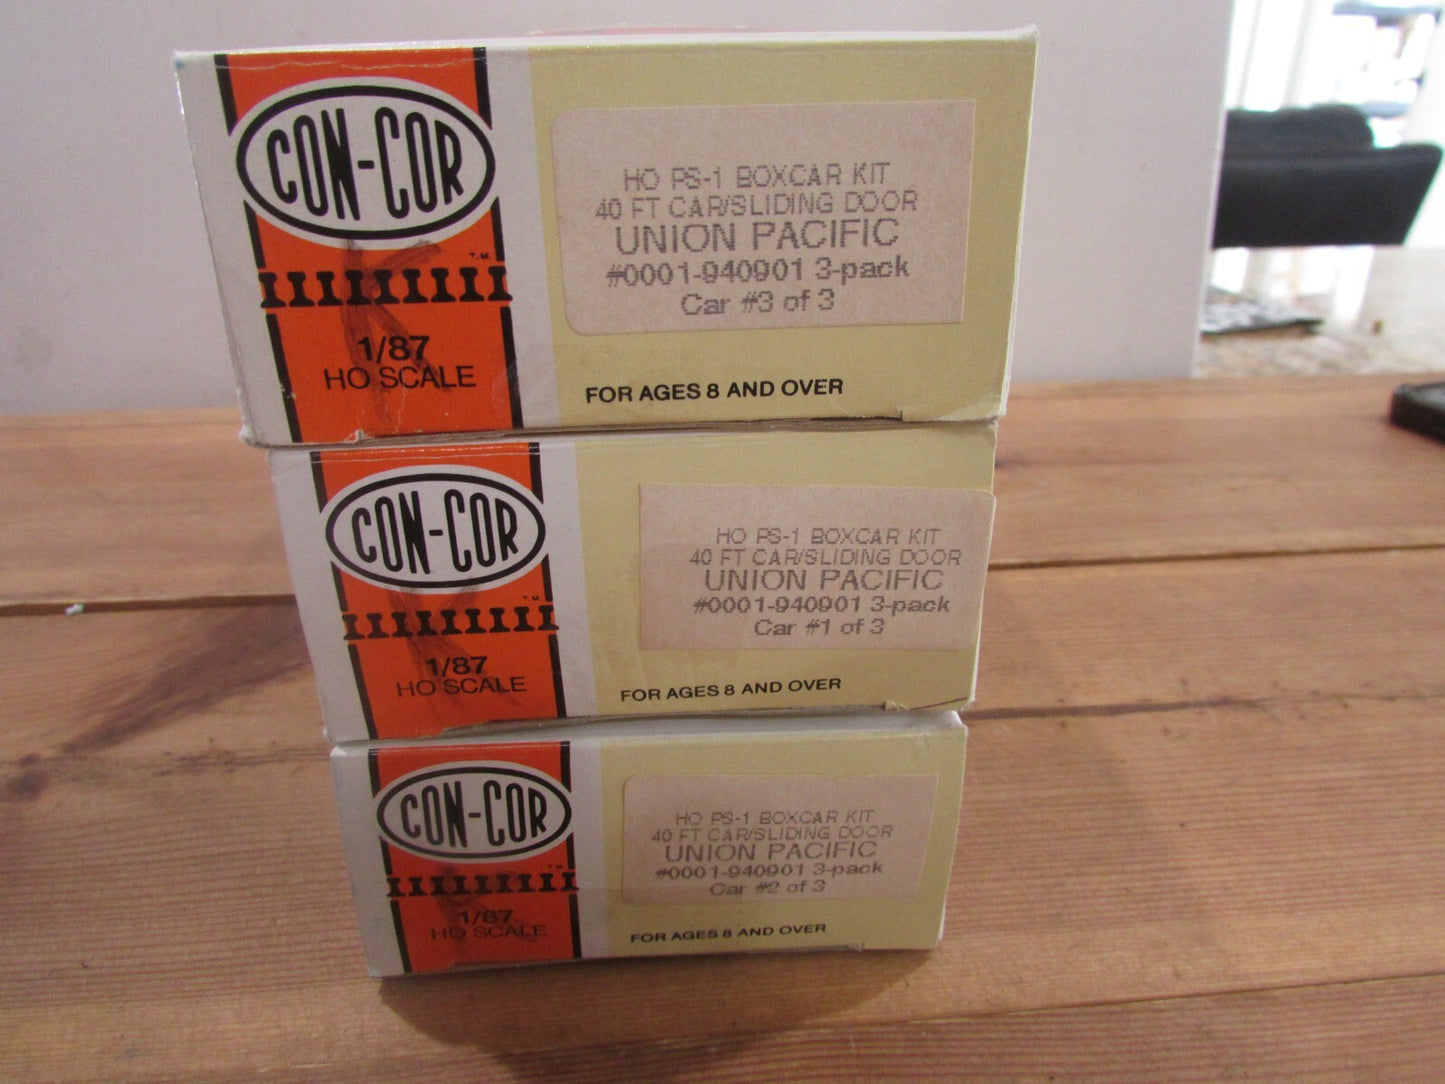 CON-COR
T.M.
1/87
HO SCALE
HO PS-1 BOXCAR KIT
40 FT CAR/SLIDING DOOR
UNION PACIFIC
#0001-940901 3-pack
Car #3 of 3
FOR AGES 8 AND OVER
CON-COR
T.M.
1/87
HO SCALE
HO PS-1 BOXCAR KIT
40 FT CAR/SLIDING DOOR
UNION PACIFIC
#0001-940901 3-pack
Car #1 of 3
FOR AGES 8 AND OVER
CON-COR
T.M.
1/87
HO SCALE
HO PS-1 BOXCAR KIT
40 FT CAR/SLIDING DOOR
UNION PACIFIC
#0001-940901 3-pack
Car #2 of 3
FOR AGES 8 AND OVER